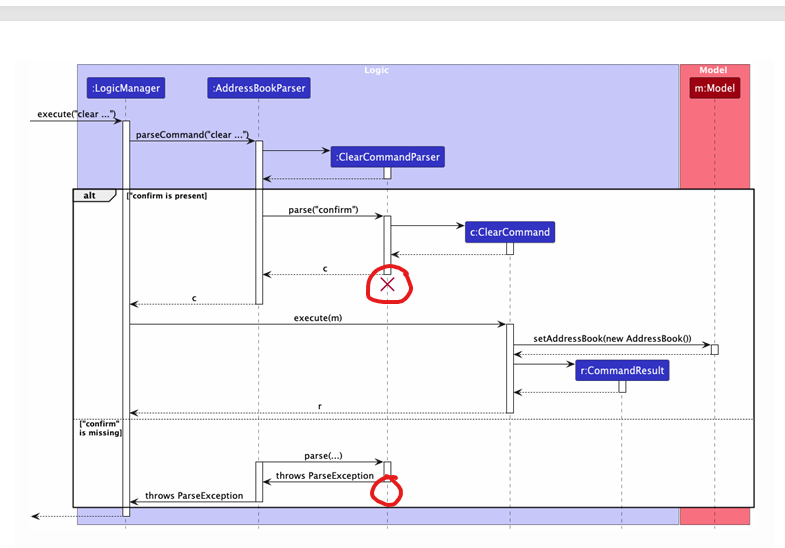 Logic
Model
:LogicManager
:AddressBookParser
m:Model
execute("clear ...")
parseCommand("clear ...")
:ClearCommandParser
alt
["confirm is present]
parse("confirm")
c:ClearCommand
c
c
execute(m)
setAddressBook(new AddressBook())
r:CommandResult
r
["confirm"
is missing]
parse(...)
throws ParseException
throws ParseException